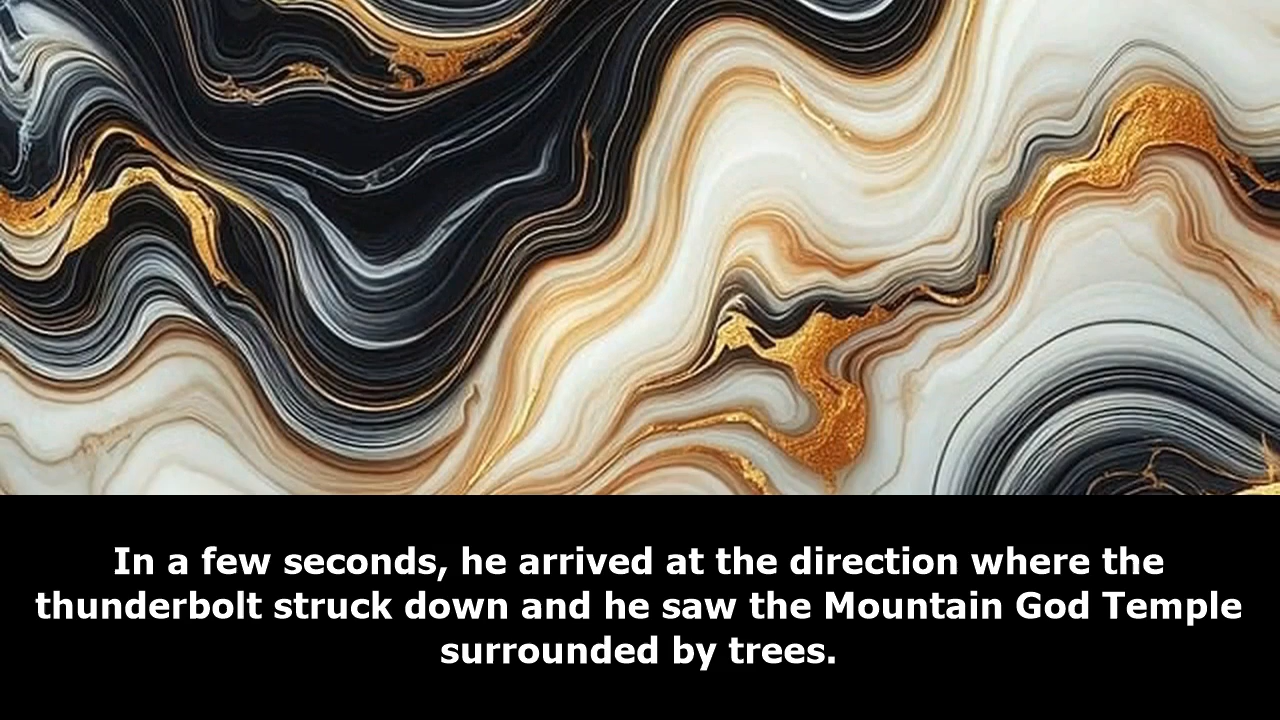 In a few seconds, he arrived at the direction where the
thunderbolt struck down and he saw the Mountain God Temple
surrounded by trees.